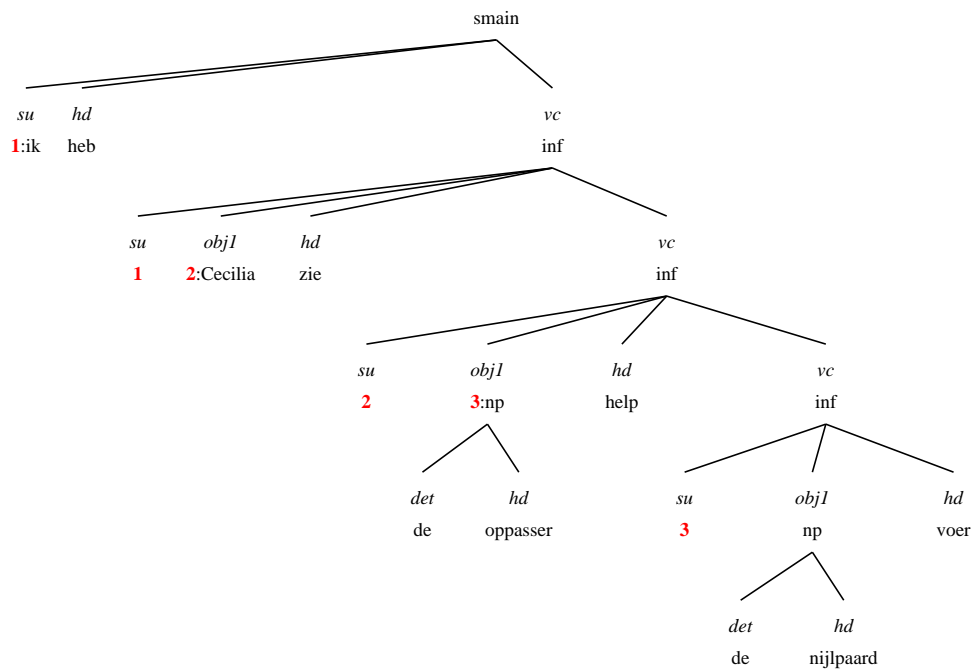 smain
su hd vc
1:ik heb inf
su obj1 hd vc
1 2:Cecilia zie inf
su obj1 hd vc
2 3:np help inf
det hd su obj1 hd
de oppasser 3 np voer
det hd
de nijlpaard